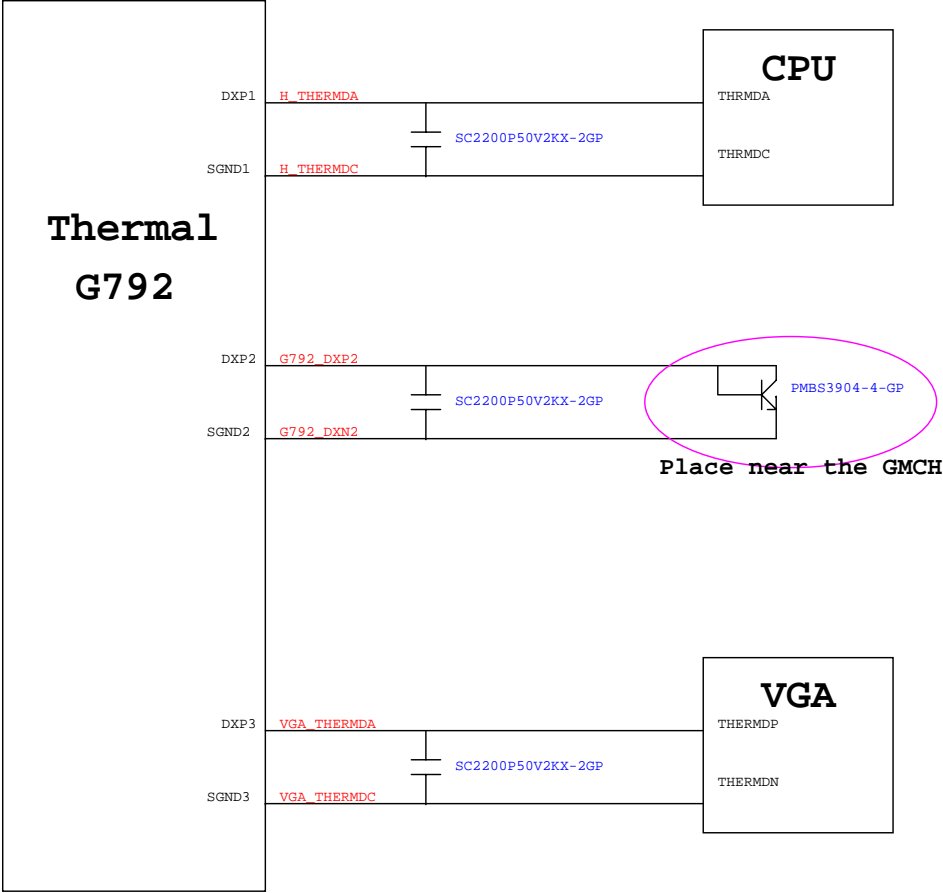 CPU
DXP1
H_THERMDA
THRMDA
SC2200P50V2KX-2GP
THRMDC
SGND1
H_THERMDC
Thermal
G792
DXP2
G792_DXP2
PMBS3904-4-GP
SC2200P50V2KX-2GP
SGND2
G792_DXN2
Place near the GMCH
VGA
DXP3
VGA_THERMDA
THERMDP
SC2200P50V2KX-2GP
THERMDN
SGND3
VGA_THERMDC